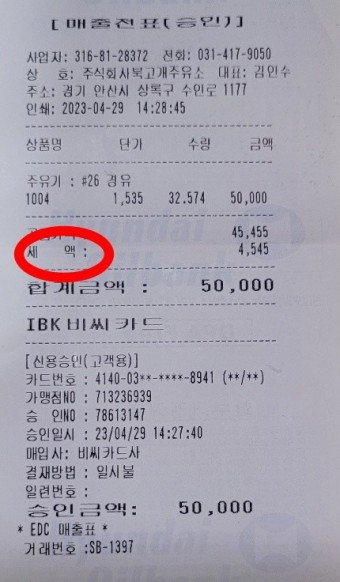 [매출전표(승인)]
사업자: 316-81-28372 전화: 031-417-9050
상 호: 주식회사북고개주유소 대표: 김인수
주소: 경기 안산시 상록구 수인로 1177
인쇄: 2023-04-29 14:28:45
상품명 단가 수량 금액
주유기 : #26 경유
1004 1,535 32.574 50,000
45,455
세 액 : 4,545
합계금액 : 50,000
IBK비씨카드
[신용승인(고객용)]
카드번호 : 4140-03**-****-8941 (**/**)
가맹점NO : 713236939
승 인NO : 78613147
승인일시 : 23/04/29 14:27:40
매입사: 비씨카드사
결재방법 : 일시불
일련번호 :
승인금액: 50,000
* EDC 매출표 *
거래번호 :SB-1397